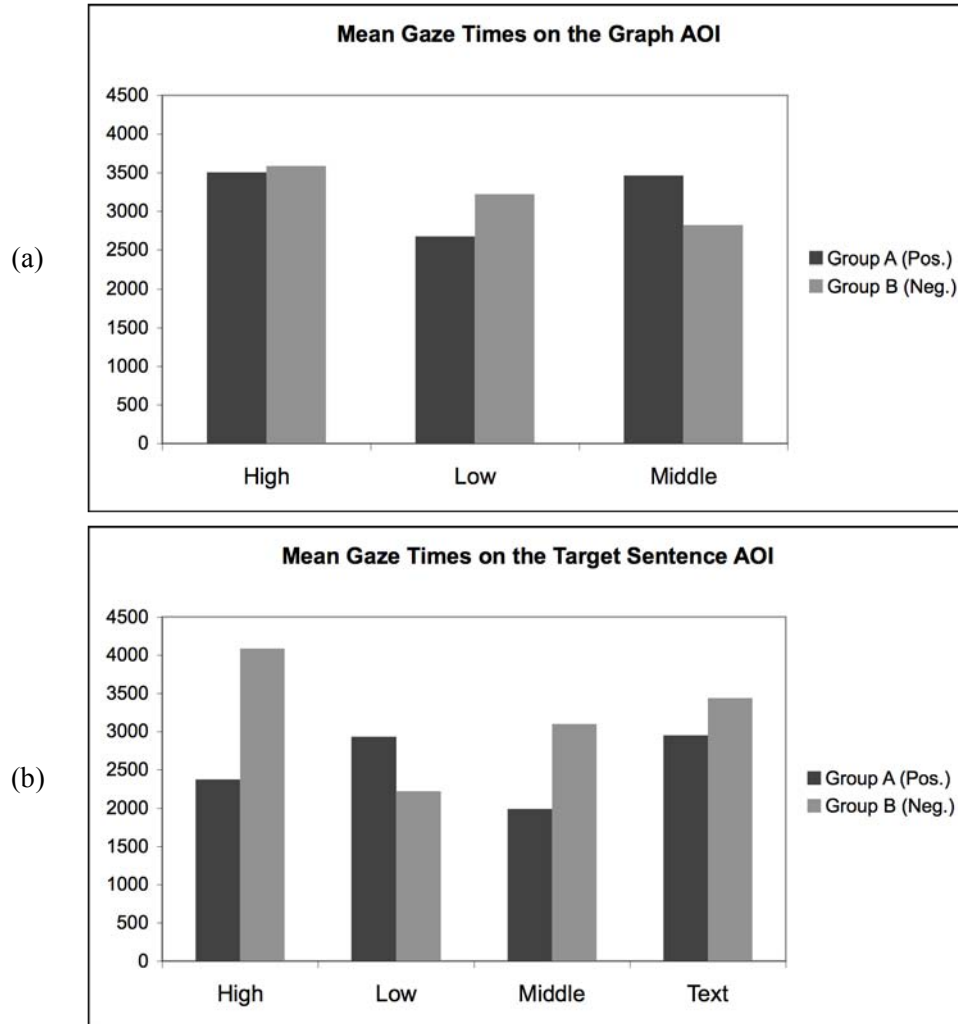 (a)
Mean Gaze Times on the Graph AOI
4500
4000
3500
3000
2500
2000
1500
1000
500
0
High Low Middle
Group A (Pos.)
Group B (Neg.)
(b)
Mean Gaze Times on the Target Sentence AOI
4500
4000
3500
3000
2500
2000
1500
1000
500
0
High Low Middle Text
Group A (Pos.)
Group B (Neg.)